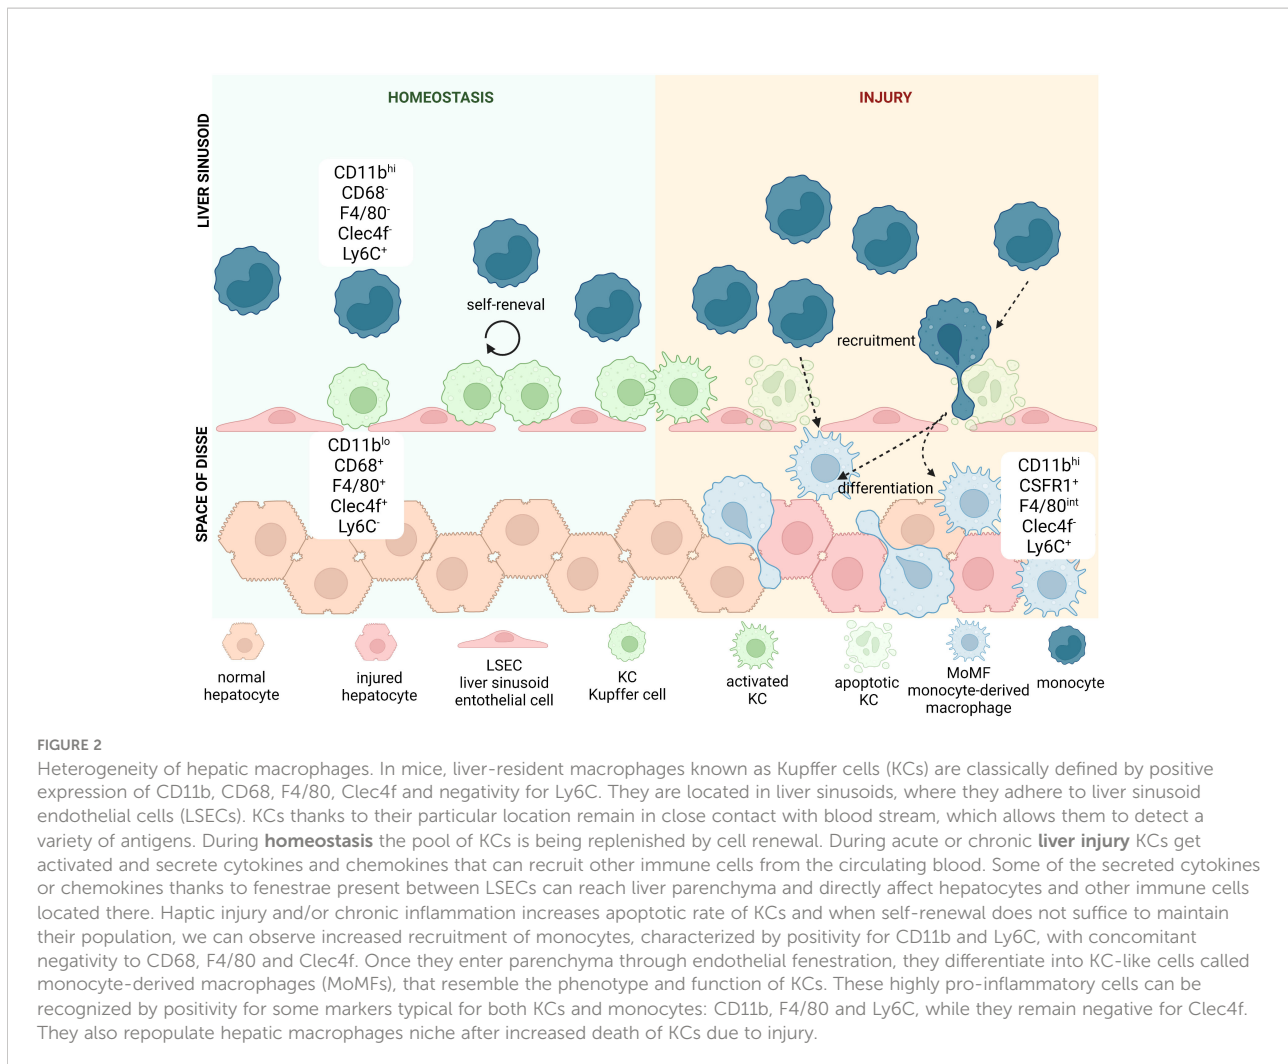 HOMEOSTASIS
INJURY
LIVER SINUSOID
CD11bhi
CD68-
F4/80-
Clec4f-
Ly6C+
self-reneval
recruitment
SPACE OF DISSE
CD11blo
CD68+
F4/80+
Clec4f+
Ly6C-
differentiation
CD11bhi
CSFR1+
F4/80int
Clec4f-
Ly6C+
normal
hepatocyte
injured
hepatocyte
LSEC
liver sinusoid
entothelial cell
KC
Kupffer cell
activated
KC
apoptotic
KC
MoMF
monocyte-derived
macrophage
monocyte
FIGURE 2
Heterogeneity of hepatic macrophages. In mice, liver-resident macrophages known as Kupffer cells (KCs) are classically defined by positive
expression of CD11b, CD68, F4/80, Clec4f and negativity for Ly6C. They are located in liver sinusoids, where they adhere to liver sinusoid
endothelial cells (LSECs). KCs thanks to their particular location remain in close contact with blood stream, which allows them to detect a
variety of antigens. During homeostasis the pool of KCs is being replenished by cell renewal. During acute or chronic liver injury KCs get
activated and secrete cytokines and chemokines that can recruit other immune cells from the circulating blood. Some of the secreted cytokines
or chemokines thanks to fenestrae present between LSECs can reach liver parenchyma and directly affect hepatocytes and other immune cells
located there. Haptic injury and/or chronic inflammation increases apoptotic rate of KCs and when self-renewal does not suffice to maintain
their population, we can observe increased recruitment of monocytes, characterized by positivity for CD11b and Ly6C, with concomitant
negativity to CD68, F4/80 and Clec4f. Once they enter parenchyma through endothelial fenestration, they differentiate into KC-like cells called
monocyte-derived macrophages (MoMFs), that resemble the phenotype and function of KCs. These highly pro-inflammatory cells can be
recognized by positivity for some markers typical for both KCs and monocytes: CD11b, F4/80 and Ly6C, while they remain negative for Clec4f.
They also repopulate hepatic macrophages niche after increased death of KCs due to injury.